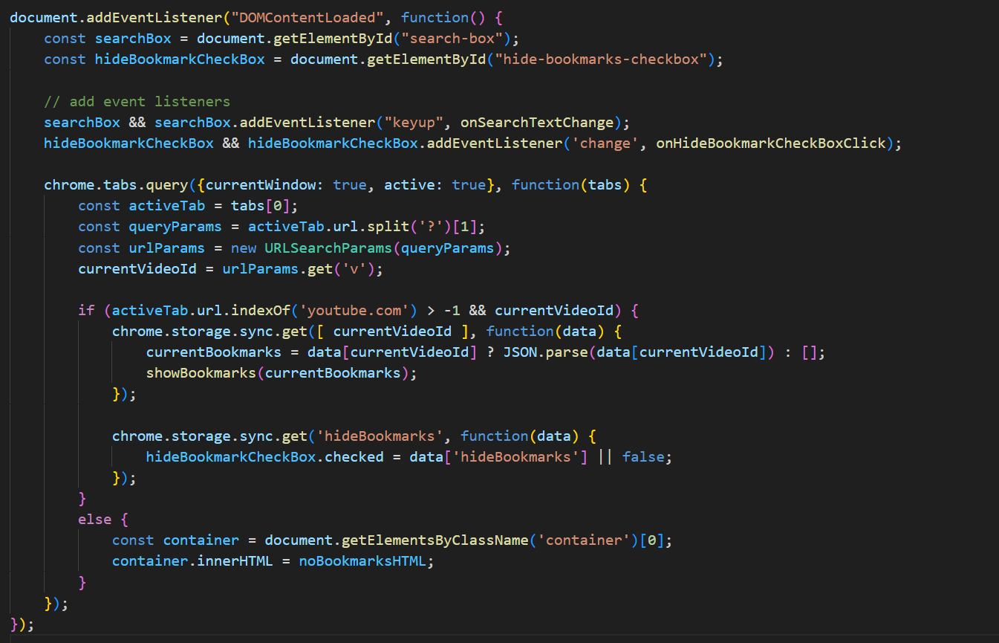 document.addEventListener("DOMContentLoaded", function() {
    const searchBox = document.getElementById("search-box");
    const hideBookmarkCheckBox = document.getElementById("hide-bookmarks-checkbox");

    // add event listeners
    searchBox && searchBox.addEventListener("keyup", onSearchTextChange);
    hideBookmarkCheckBox && hideBookmarkCheckBox.addEventListener('change', onHideBookmarkCheckBoxClick);

    chrome.tabs.query({currentWindow: true, active: true}, function(tabs) {
        const activeTab = tabs[0];
        const queryParams = activeTab.url.split('?')[1];
        const urlParams = new URLSearchParams(queryParams);
        currentVideoId = urlParams.get('v');

        if (activeTab.url.indexOf('youtube.com') > -1 && currentVideoId) {
            chrome.storage.sync.get([ currentVideoId ], function(data) {
                currentBookmarks = data[currentVideoId] ? JSON.parse(data[currentVideoId]) : [];
                showBookmarks(currentBookmarks);
            });

            chrome.storage.sync.get('hideBookmarks', function(data) {
                hideBookmarkCheckBox.checked = data['hideBookmarks'] || false;
            });
        }
        else {
            const container = document.getElementsByClassName('container')[0];
            container.innerHTML = noBookmarksHTML;
        }
    });
});